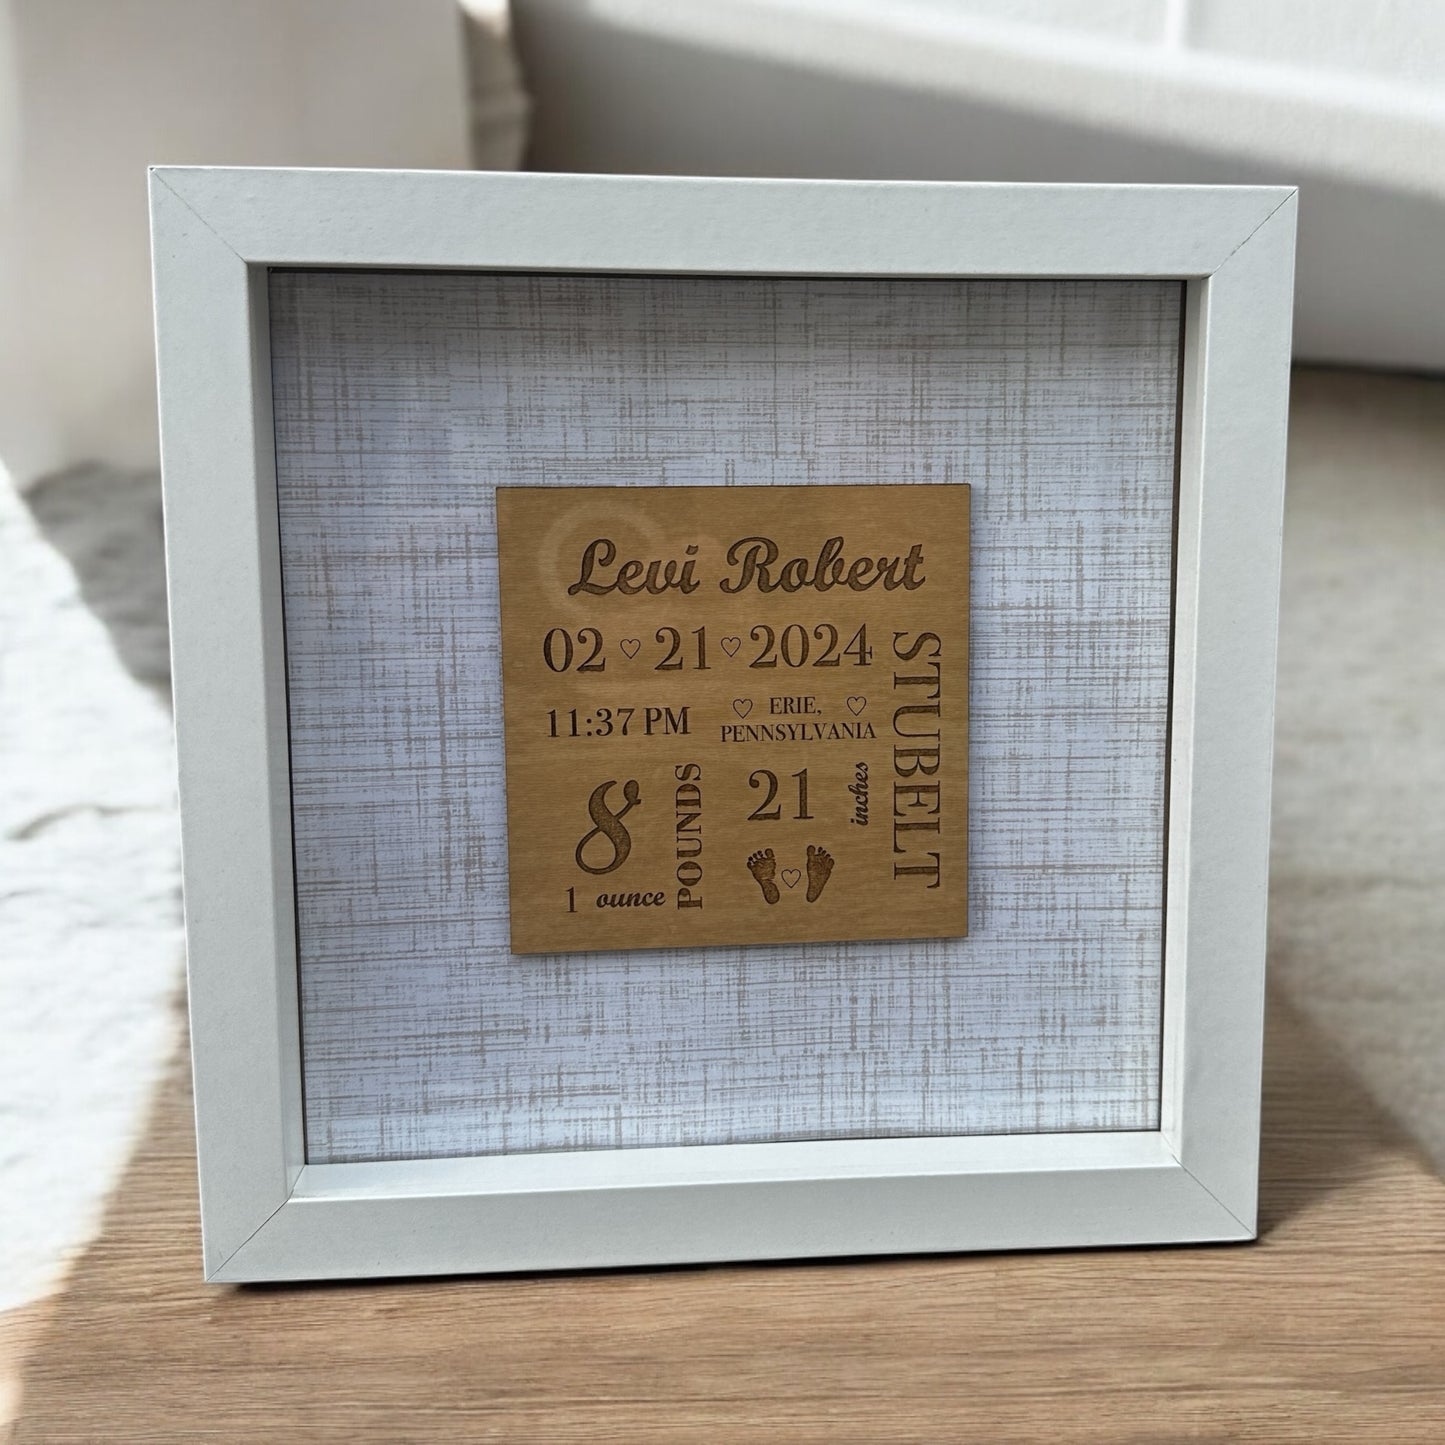 Levi Robert
02 ♡ 21 ♡ 2024
11:37 PM
♡ ERIE, ♡
PENNSYLVANIA
STUBELT
8
POUNDS
1 ounce
21
inches